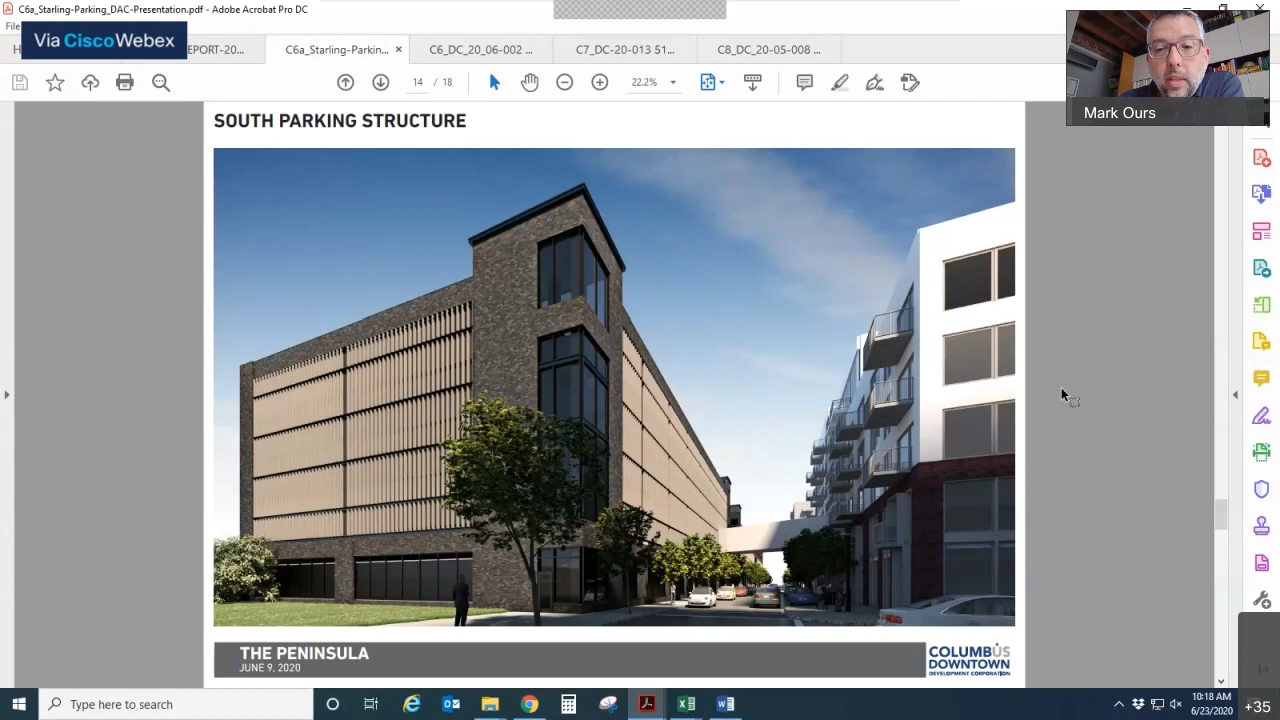 C6a_Starling-Parking_DAC-Presentation.pdf - Adobe Acrobat Pro DC
File
Via CiscoWebex
H
EPORT-20...
C6a_Starling-Parkin... ×
C6_DC_20_06-002 ...
C7_DC-20-013 51...
C8_DC_20-05-008 ...
14 / 18
22.2%
Mark Ours
SOUTH PARKING STRUCTURE
THE PENINSULA
JUNE 9, 2020
COLUMBUS
DOWNTOWN
DEVELOPMENT CORPORATION
Type here to search
10:18 AM
6/23/2020
+35